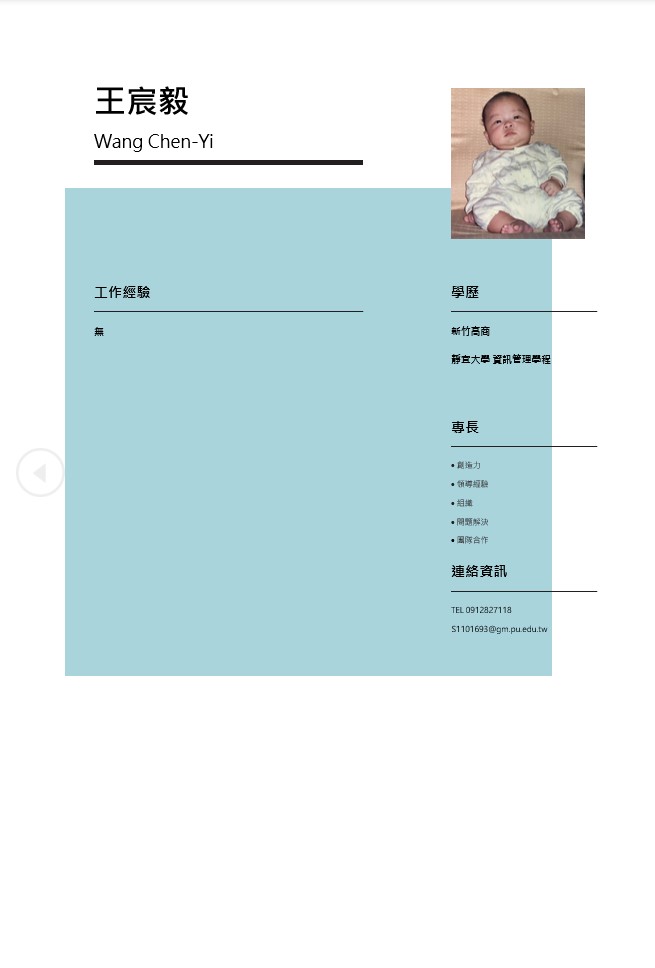 王宸毅
Wang Chen-Yi
工作經驗
無
學歷
新竹高商
靜宜大學 資訊管理學程
專長
• 創造力
• 領導經驗
• 組織
• 問題解決
• 團隊合作
連絡資訊
TEL 0912827118
S1101693@gm.pu.edu.tw